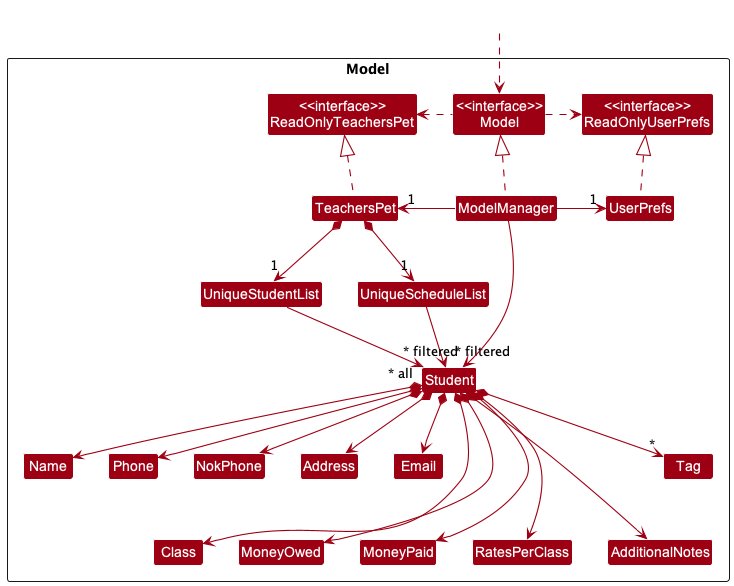 Model
<<interface>>
ReadOnlyTeachersPet
<<interface>>
Model
<<interface>>
ReadOnlyUserPrefs
TeachersPet
1
ModelManager
1
UserPrefs
1
1
UniqueStudentList
UniqueScheduleList
* filtered
* filtered
* all
Student
*
Name
Phone
NokPhone
Address
Email
Tag
Class
MoneyOwed
MoneyPaid
RatesPerClass
AdditionalNotes